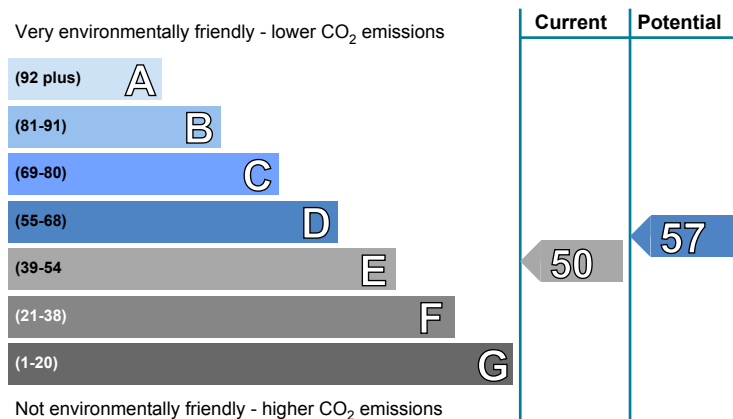 Very environmentally friendly - lower CO₂ emissions
Current Potential
(92 plus) A
(81-91) B
(69-80) C
(55-68) D
(39-54 E
50
57
(21-38) F
(1-20) G
Not environmentally friendly - higher CO₂ emissions